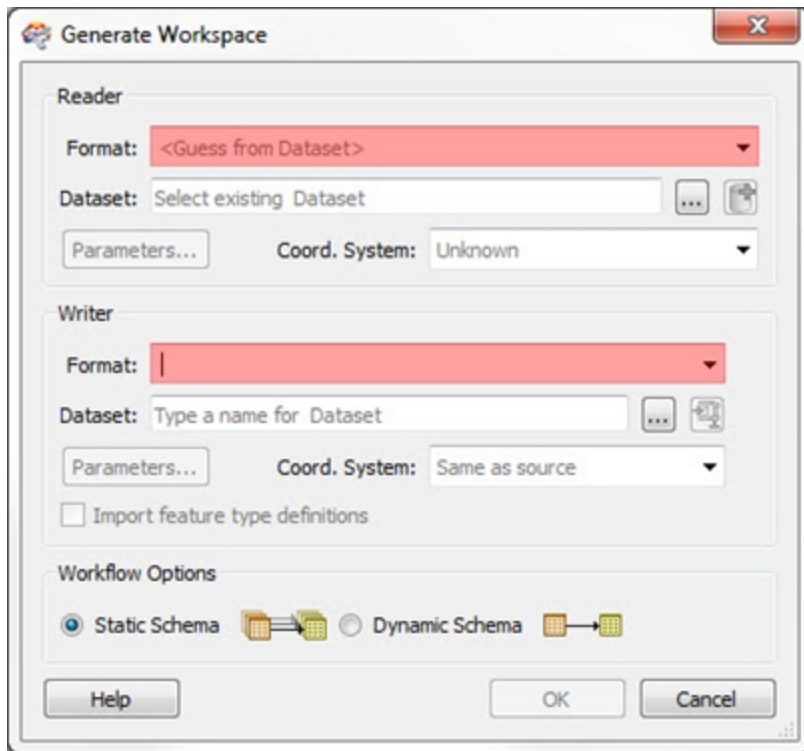 Generate Workspace
Reader
Format: <Guess from Dataset>
Dataset: Select existing  Dataset ...
Parameters... Coord. System: Unknown
Writer
Format:
Dataset: Type a name for  Dataset ...
Parameters... Coord. System: Same as source
Import feature type definitions
Workflow Options
Static Schema Dynamic Schema
Help OK Cancel